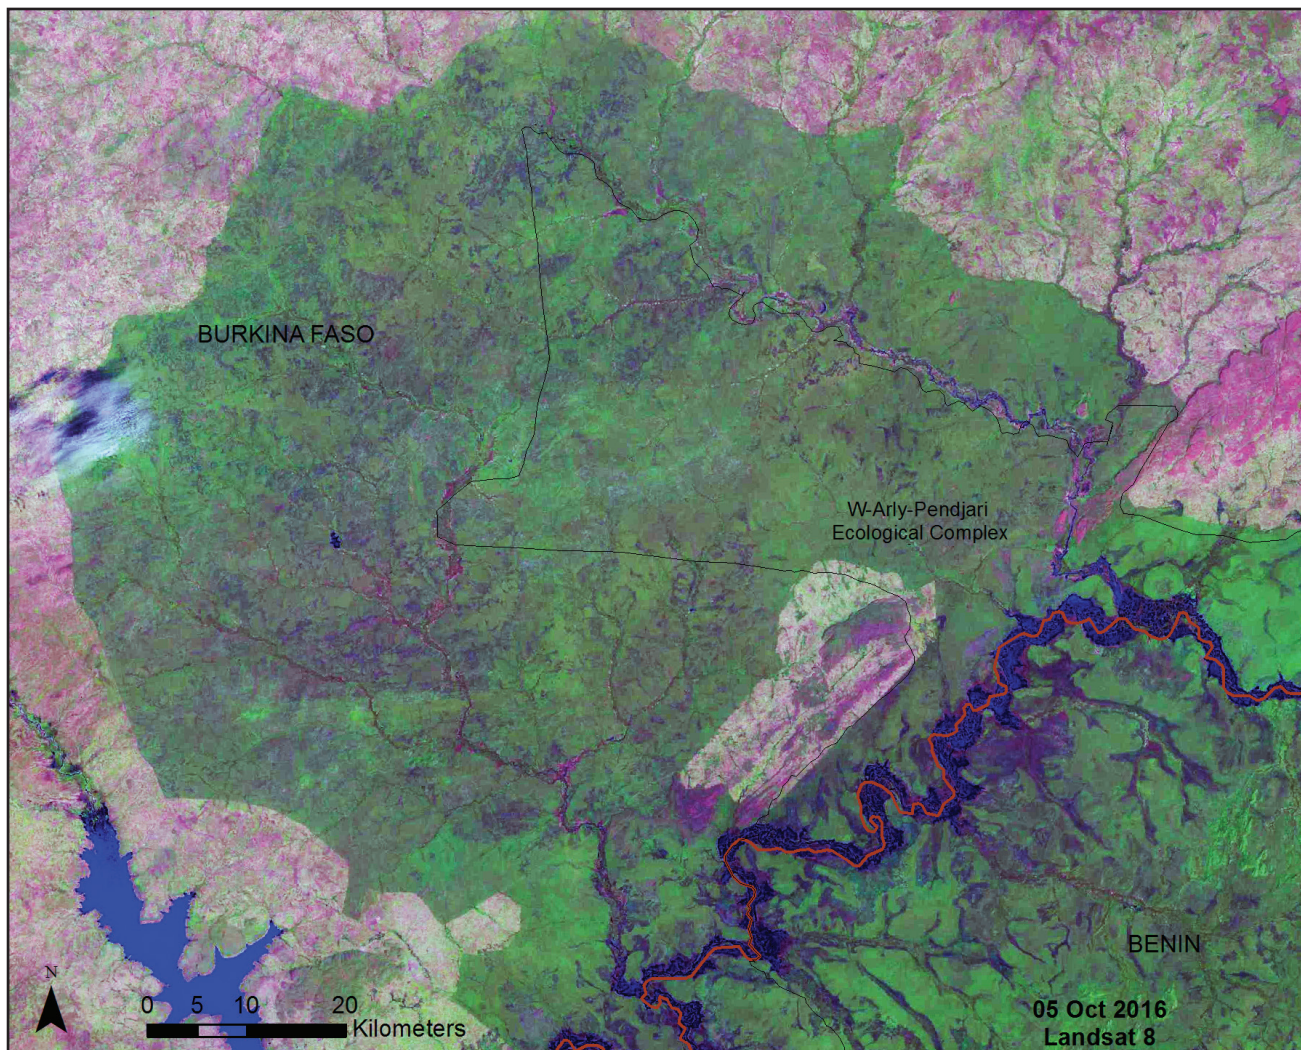 BURKINA FASO
W-Arly-Pendjari
Ecological Complex
BENIN
N
0 5 10 20
Kilometers
05 Oct 2016
Landsat 8